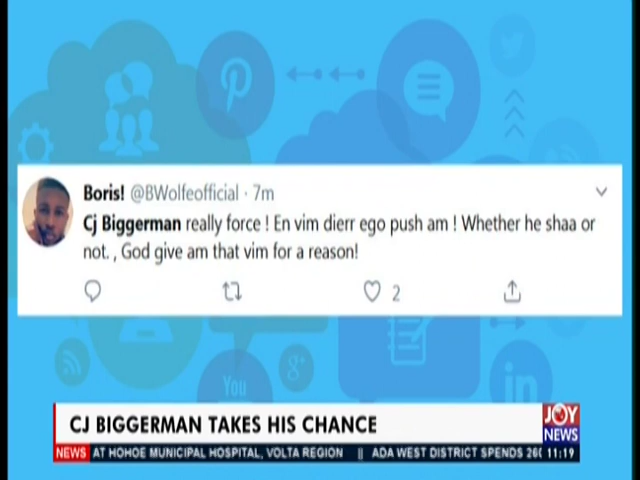 Boris! @BWolfeofficial · 7m
Cj Biggerman really force ! En vim dierr ego push am ! Whether he shaa or
not. , God give am that vim for a reason!
2
You
g+
in
CJ BIGGERMAN TAKES HIS CHANCE
JOY
NEWS
NEWS AT HOHOE MUNICIPAL HOSPITAL, VOLTA REGION || ADA WEST DISTRICT SPENDS 11:19